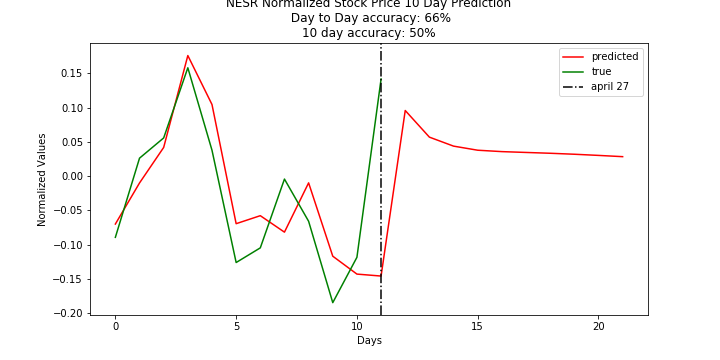 NESR Normalized Stock Price 10 Day Prediction
Day to Day accuracy: 66%
10 day accuracy: 50%
predicted
true
april 27
0.15
0.10
0.05
0.00
−0.05
−0.10
−0.15
−0.20
Normalized Values
0 5 10 15 20
Days